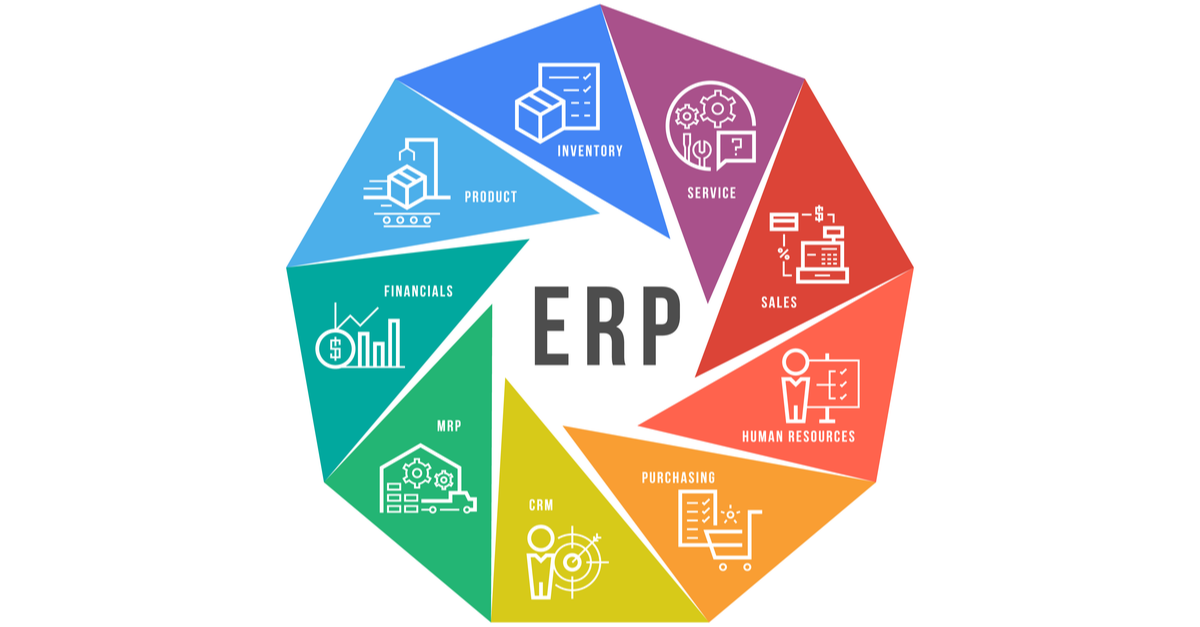 INVENTORY
SERVICE
PRODUCT
SALES
FINANCIALS
ERP
HUMAN RESOURCES
MRP
PURCHASING
CRM
$
%
?
$